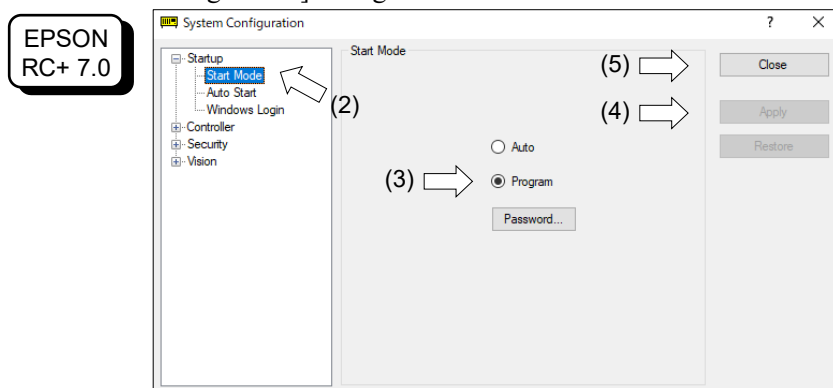 System Configuration
?
EPSON
RC+ 7.0
Startup
Start Mode
Auto Start
Windows Login
Controller
Security
Vision
(2)
Start Mode
(5)
Close
(4)
Apply
Restore
Auto
(3)
Program
Password...